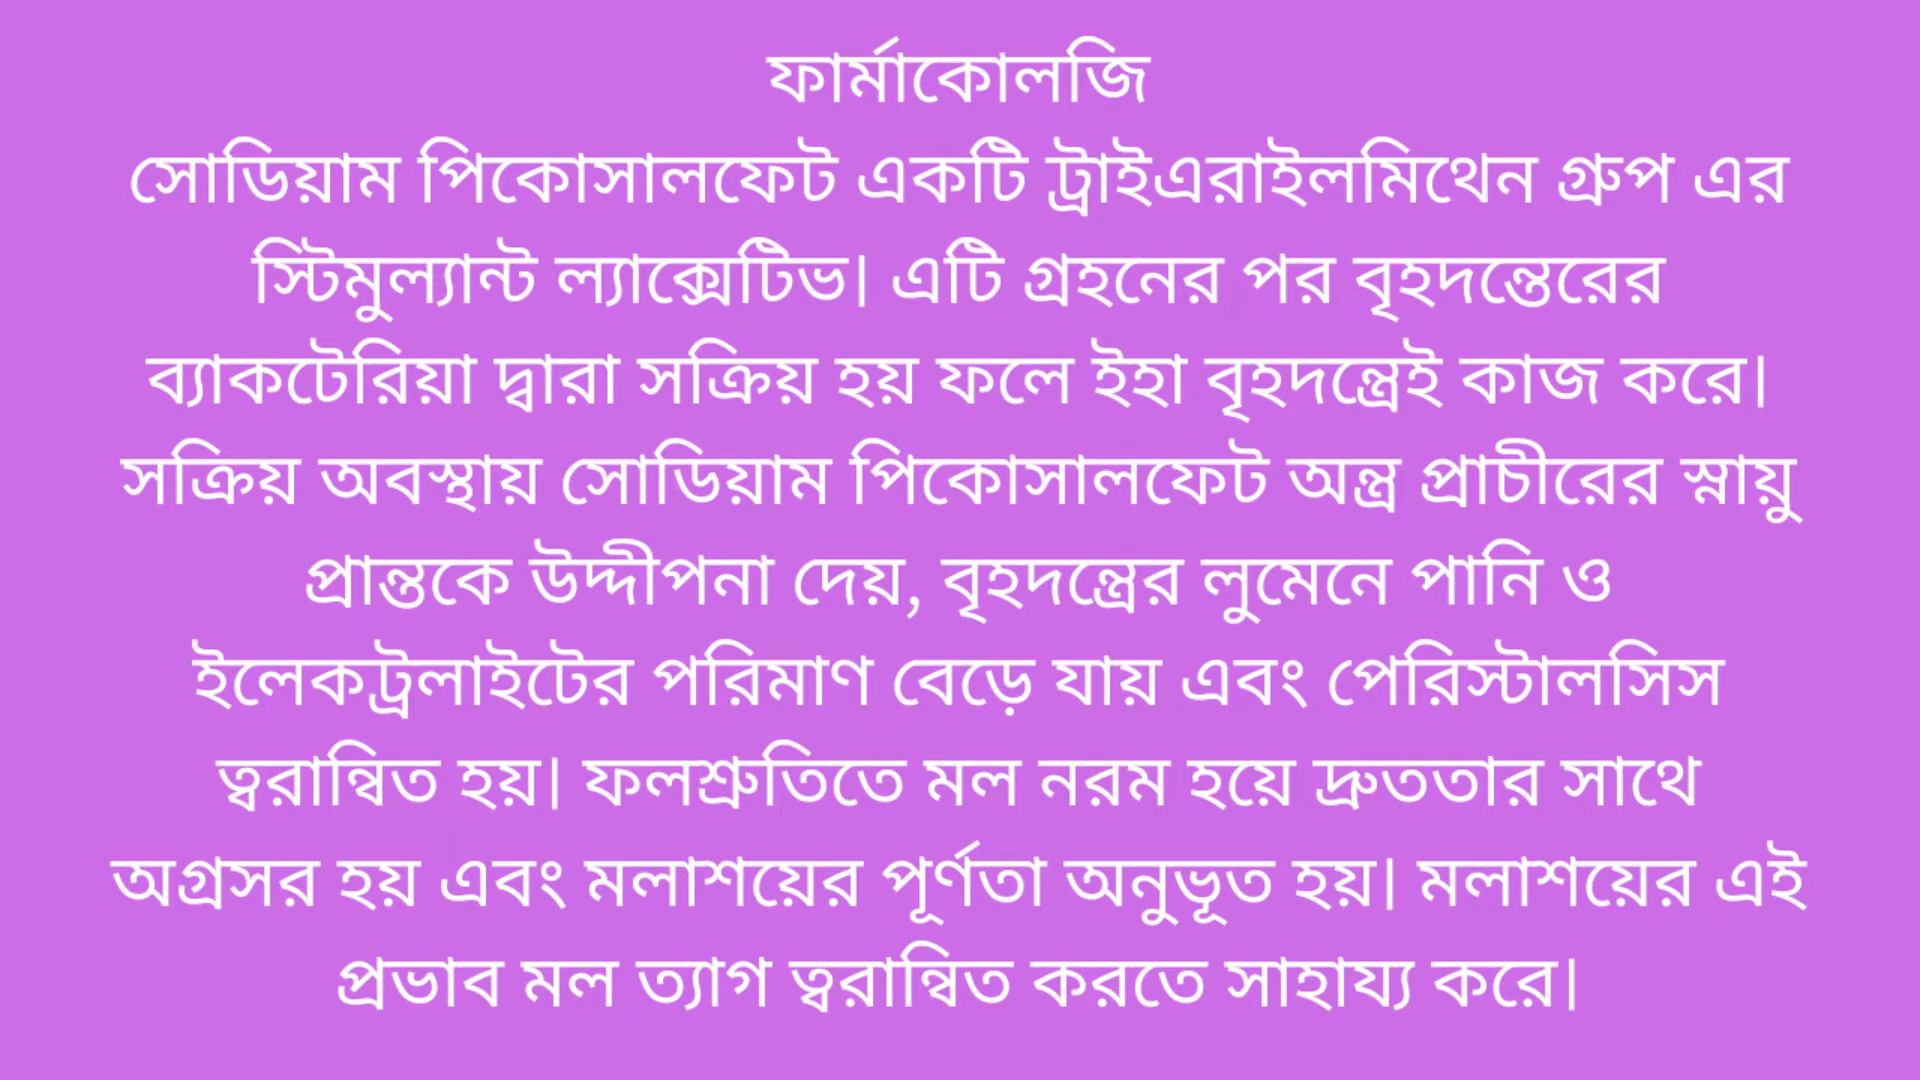 ফার্মাকোলজি
সোডিয়াম পিকোসালফেট একটি ট্রাইএরাইলমিথেন গ্রুপ এর
স্টিমুল্যান্ট ল্যাক্সেটিভ। এটি গ্রহনের পর বৃহদন্তেরের
ব্যাকটেরিয়া দ্বারা সক্রিয় হয় ফলে ইহা বৃহদন্ত্রেই কাজ করে।
সক্রিয় অবস্থায় সোডিয়াম পিকোসালফেট অন্ত্র প্রাচীরের স্নায়ু
প্রান্তকে উদ্দীপনা দেয়, বৃহদন্ত্রের লুমেনে পানি ও
ইলেকট্রলাইটের পরিমাণ বেড়ে যায় এবং পেরিস্টালসিস
ত্বরান্বিত হয়। ফলশ্রুতিতে মল নরম হয়ে দ্রুততার সাথে
অগ্রসর হয় এবং মলাশয়ের পূর্ণতা অনুভূত হয়। মলাশয়ের এই
প্রভাব মল ত্যাগ ত্বরান্বিত করতে সাহায্য করে।